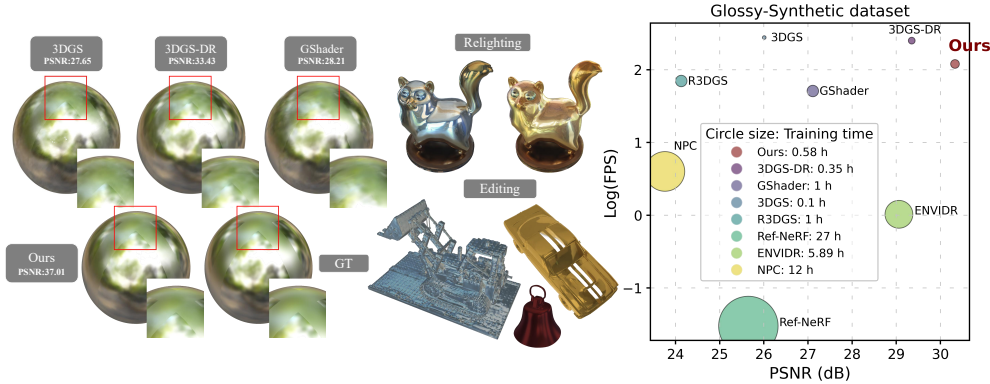 3DGS
PSNR:27.65
3DGS-DR
PSNR:33.43
GShader
PSNR:28.21
Ours
PSNR:37.01
GT
Relighting
Editing
Glossy-Synthetic dataset
3DGS
3DGS-DR
Ours
R3DGS
GShader
NPC
ENVIDR
Ref-NeRF
Circle size: Training time
Ours: 0.58 h
3DGS-DR: 0.35 h
GShader: 1 h
3DGS: 0.1 h
R3DGS: 1 h
Ref-NeRF: 27 h
ENVIDR: 5.89 h
NPC: 12 h
Log(FPS)
2
1
0
−1
24 25 26 27 28 29 30
PSNR (dB)